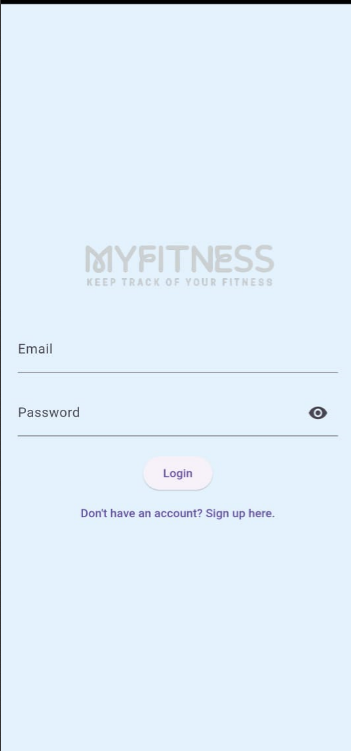 MYFITNESS
KEEP TRACK OF YOUR FITNESS
Email
Password
Login
Don't have an account? Sign up here.